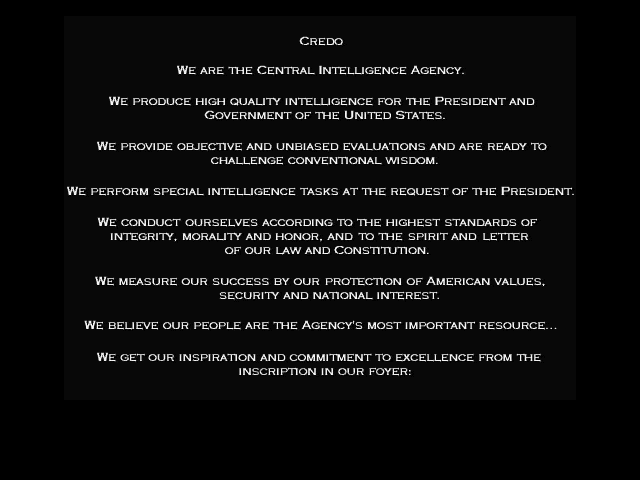 Credo
We are the Central Intelligence Agency.
We produce high quality intelligence for the President and
Government of the United States.
We provide objective and unbiased evaluations and are ready to
challenge conventional wisdom.
We perform special intelligence tasks at the request of the President.
We conduct ourselves according to the highest standards of
integrity, morality and honor, and to the spirit and letter
of our law and Constitution.
We measure our success by our protection of American values,
security and national interest.
We believe our people are the Agency's most important resource...
We get our inspiration and commitment to excellence from the
inscription in our foyer: